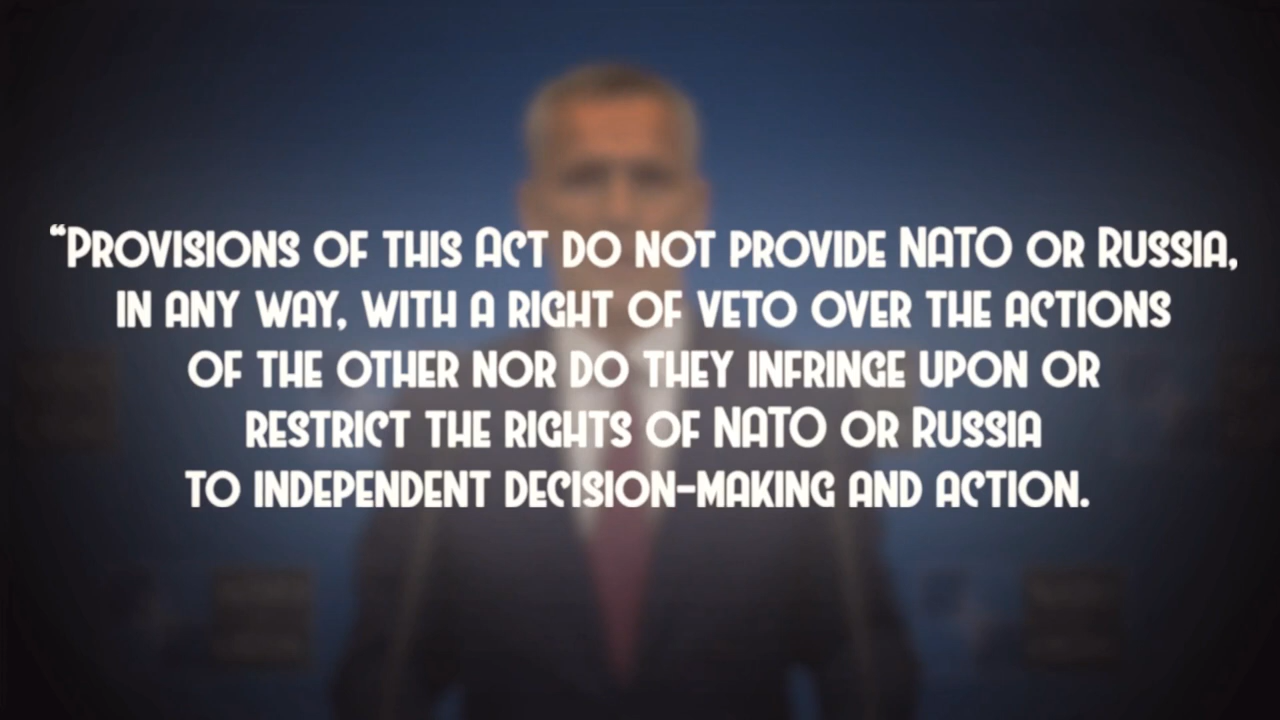 “Provisions of this Act do not provide NATO or Russia,
in any way, with a right of veto over the actions
of the other nor do they infringe upon or
restrict the rights of NATO or Russia
to independent decision-making and action.